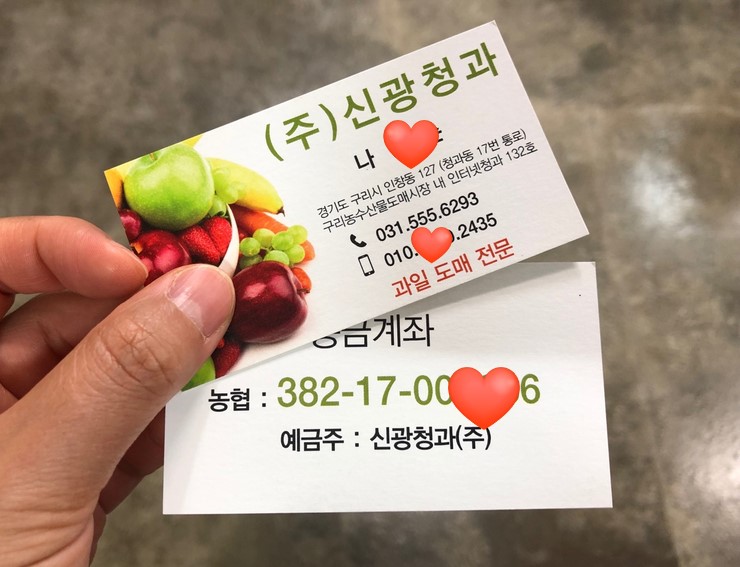 (주)신광청과
나
경기도 구리시 인창동 127 (청과동 17번 통로)
구리농수산물도매시장 내 인터넷청과 132호
031.555.6293
010. .2435
과일 도매 전문
금계좌
농협 : 382-17-00 6
예금주 : 신광청과(주)